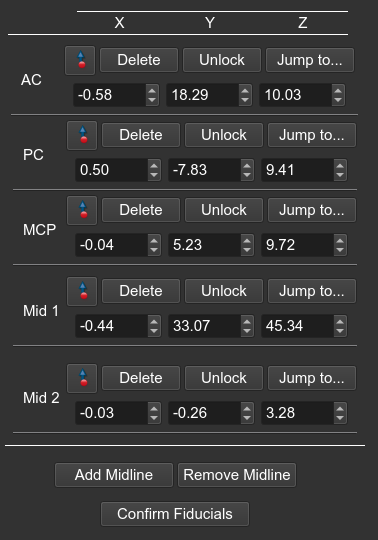 X Y Z
AC
Delete Unlock Jump to...
-0.58 18.29 10.03
PC
Delete Unlock Jump to...
0.50 -7.83 9.41
MCP
Delete Unlock Jump to...
-0.04 5.23 9.72
Mid 1
Delete Unlock Jump to...
-0.44 33.07 45.34
Mid 2
Delete Unlock Jump to...
-0.03 -0.26 3.28
Add Midline Remove Midline
Confirm Fiducials